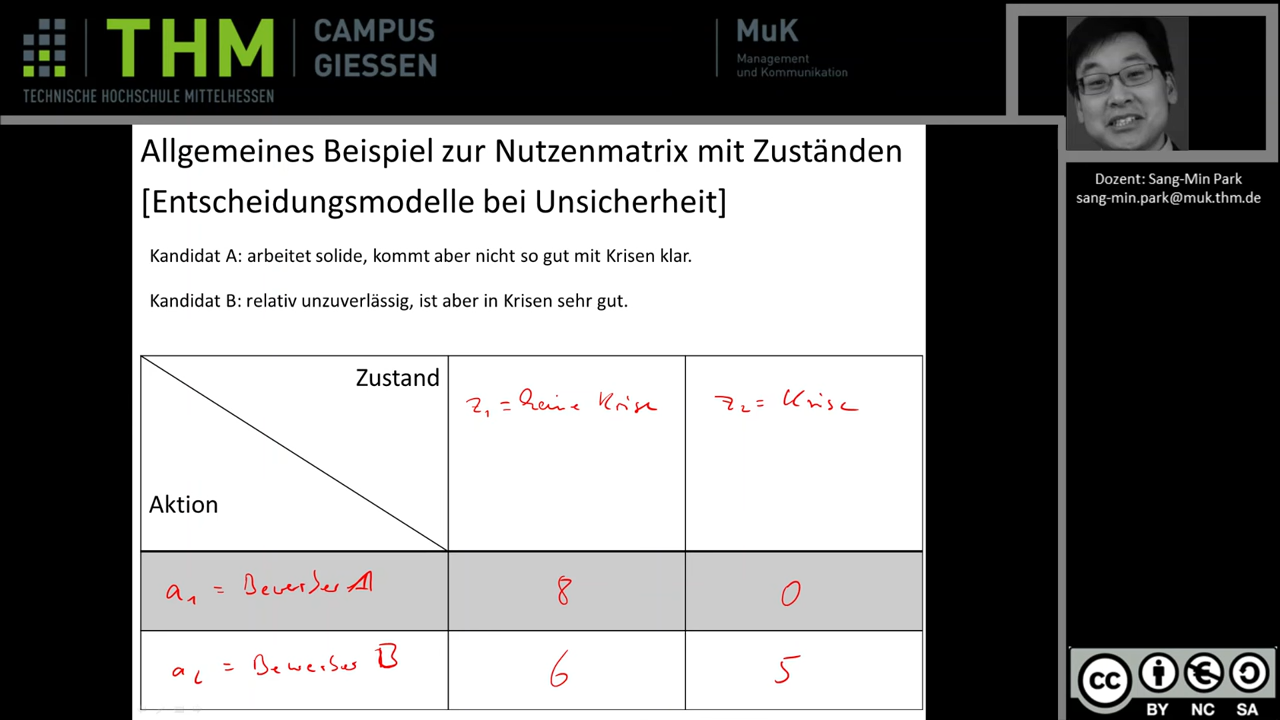 THM
CAMPUS
GIESSEN
TECHNISCHE HOCHSCHULE MITTELHESSEN
MuK
Management
und Kommunikation
Dozent: Sang-Min Park
sang-min.park@muk.thm.de
Allgemeines Beispiel zur Nutzenmatrix mit Zuständen
[Entscheidungsmodelle bei Unsicherheit]
Kandidat A: arbeitet solide, kommt aber nicht so gut mit Krisen klar.
Kandidat B: relativ unzuverlässig, ist aber in Krisen sehr gut.
Zustand
Aktion
z₁ = keine Krise
z₂ = Krise
a₁ = Bewerber A
8
0
a₂ = Bewerber B
6
5
cc
BY NC SA